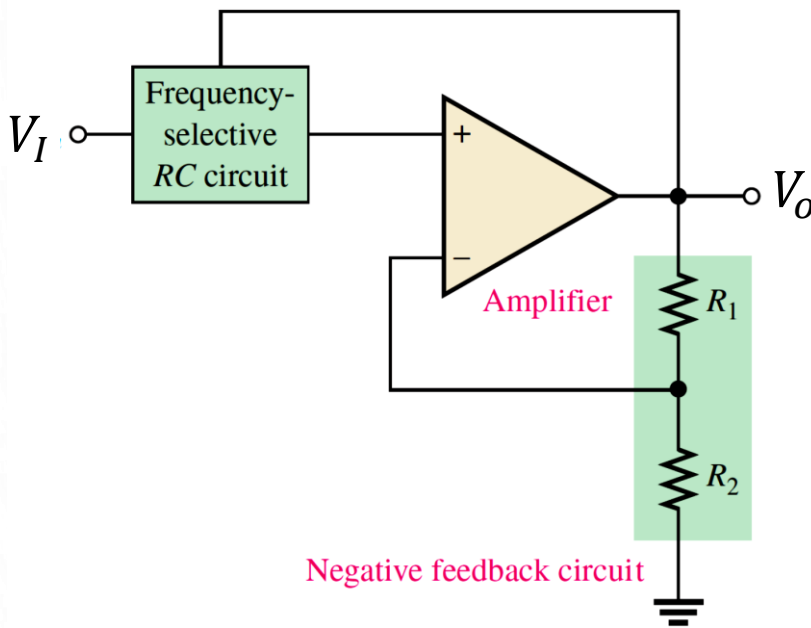 Frequency-
selective
RC circuit
V_I
+
−
V_o
Amplifier
R_1
R_2
Negative feedback circuit